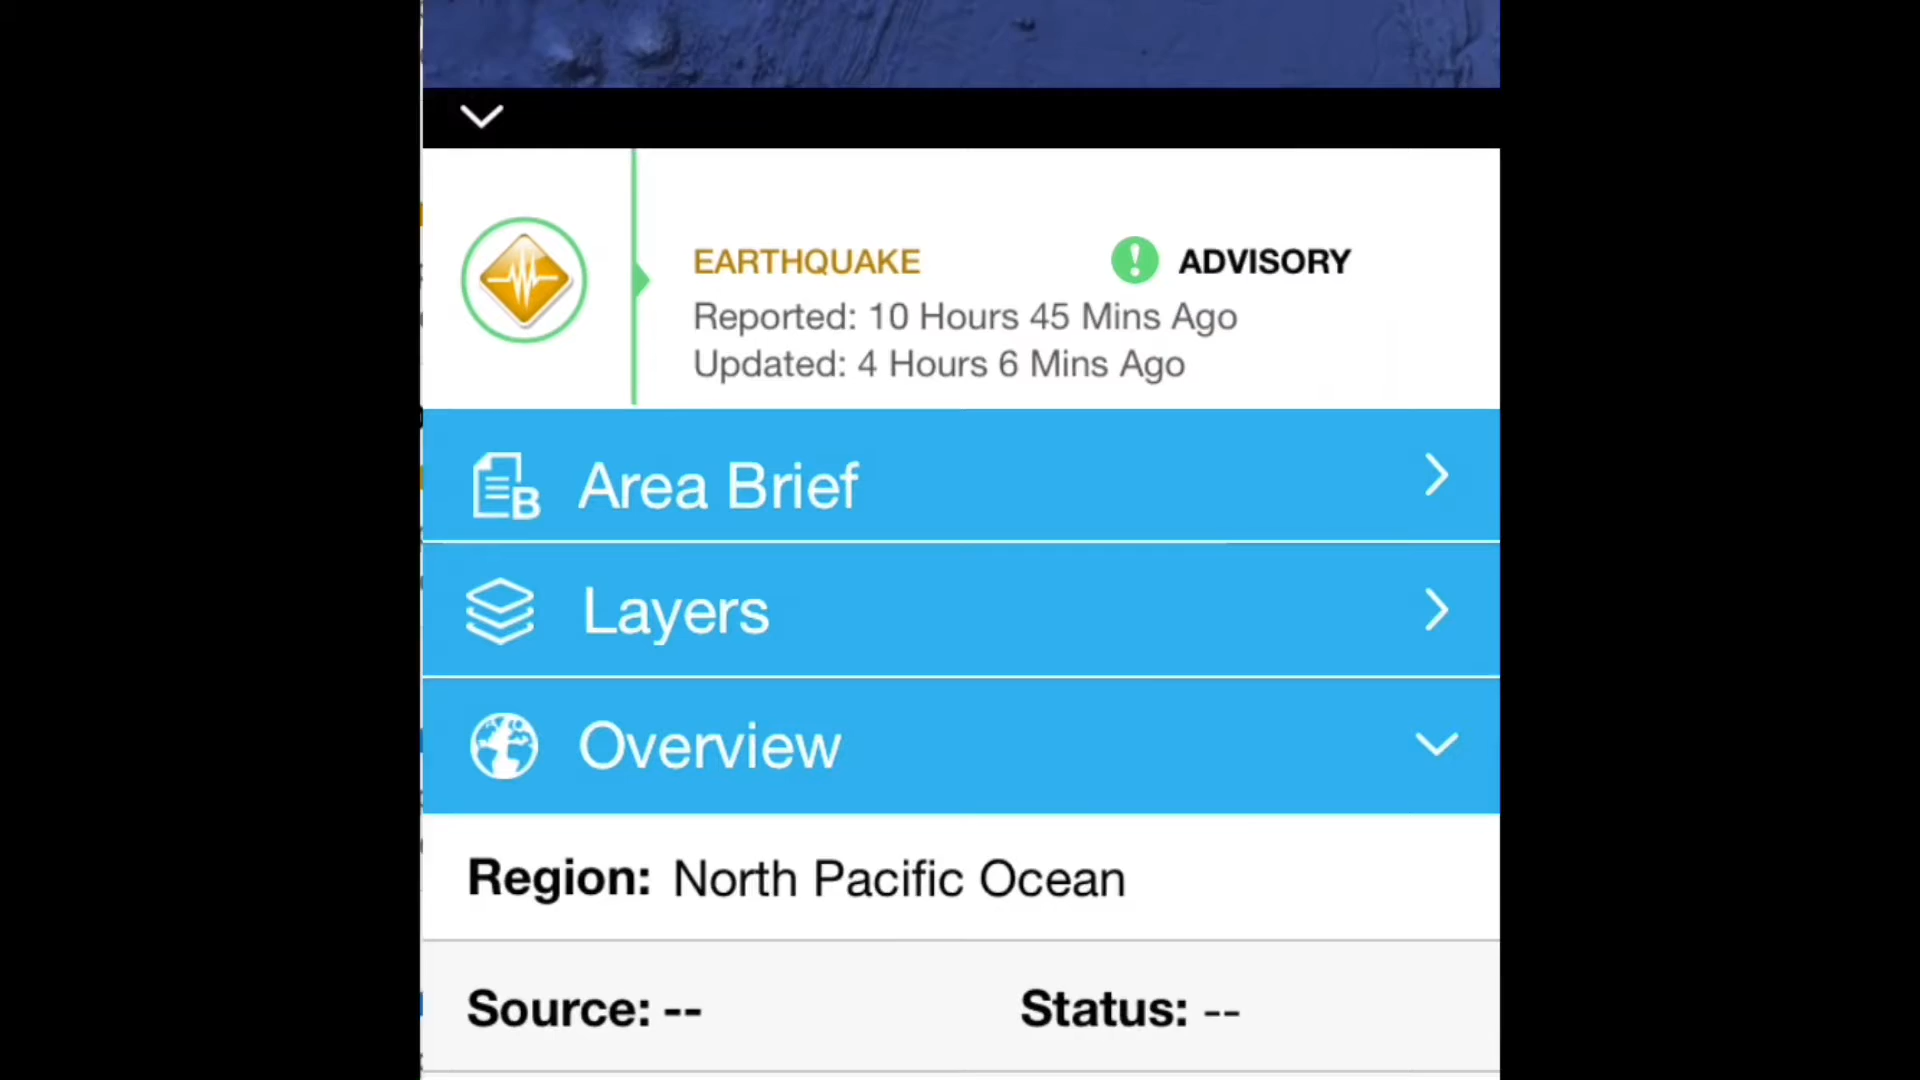 EARTHQUAKE
ADVISORY
Reported: 10 Hours 45 Mins Ago
Updated: 4 Hours 6 Mins Ago
B Area Brief
Layers
Overview
Region: North Pacific Ocean
Source: --
Status: --